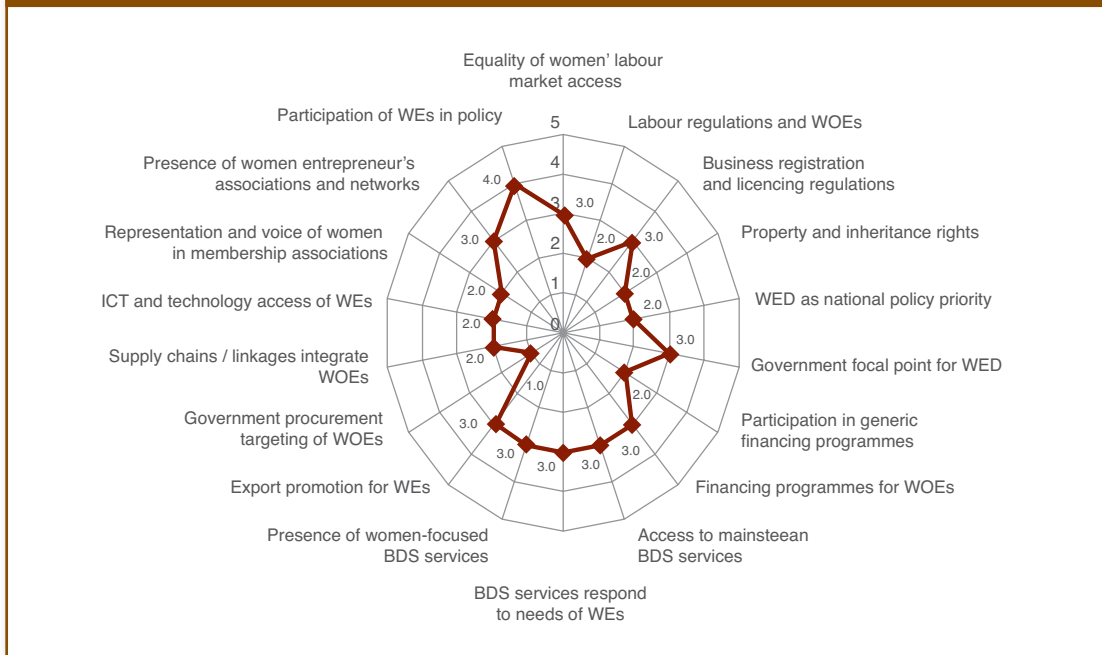 Equality of women' labour
market access
Participation of WEs in policy
5
Labour regulations and WOEs
Presence of women entrepreneur's
associations and networks
Business registration
and licencing regulations
4
4.0
3
3.0
Representation and voice of women
in membership associations
3.0
2.0
3.0
Property and inheritance rights
2
2.0
ICT and technology access of WEs
2.0
1
2.0
WED as national policy priority
2.0
0
3.0
Supply chains / linkages integrate
WOEs
2.0
Government focal point for WED
1.0
2.0
Government procurement
targeting of WOEs
3.0
Participation in generic
financing programmes
3.0
3.0
3.0
3.0
Export promotion for WEs
Financing programmes for WOEs
Presence of women-focused
BDS services
Access to mainsteean
BDS services
BDS services respond
to needs of WEs